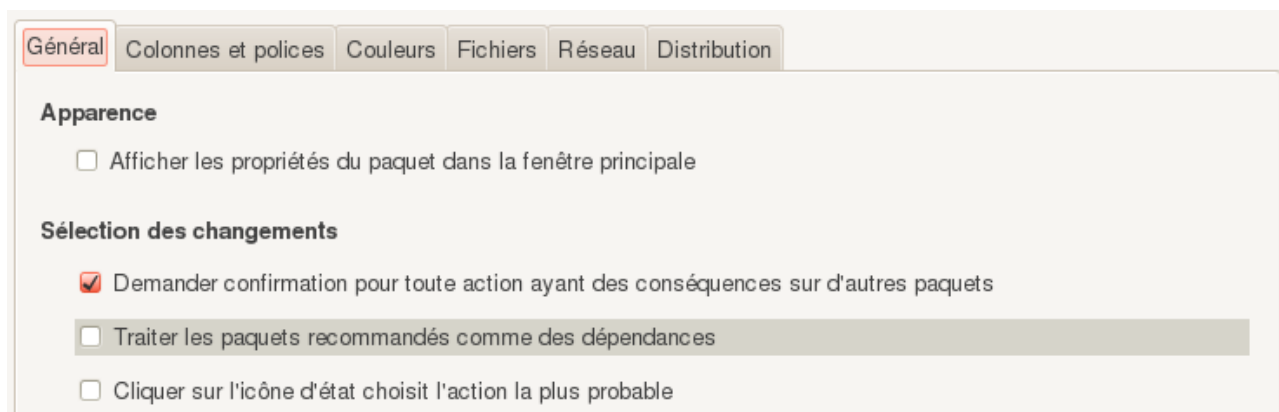 Général Colonnes et polices Couleurs Fichiers Réseau Distribution
Apparence
Afficher les propriétés du paquet dans la fenêtre principale
Sélection des changements
Demander confirmation pour toute action ayant des conséquences sur d'autres paquets
Traiter les paquets recommandés comme des dépendances
Cliquer sur l'icône d'état choisit l'action la plus probable